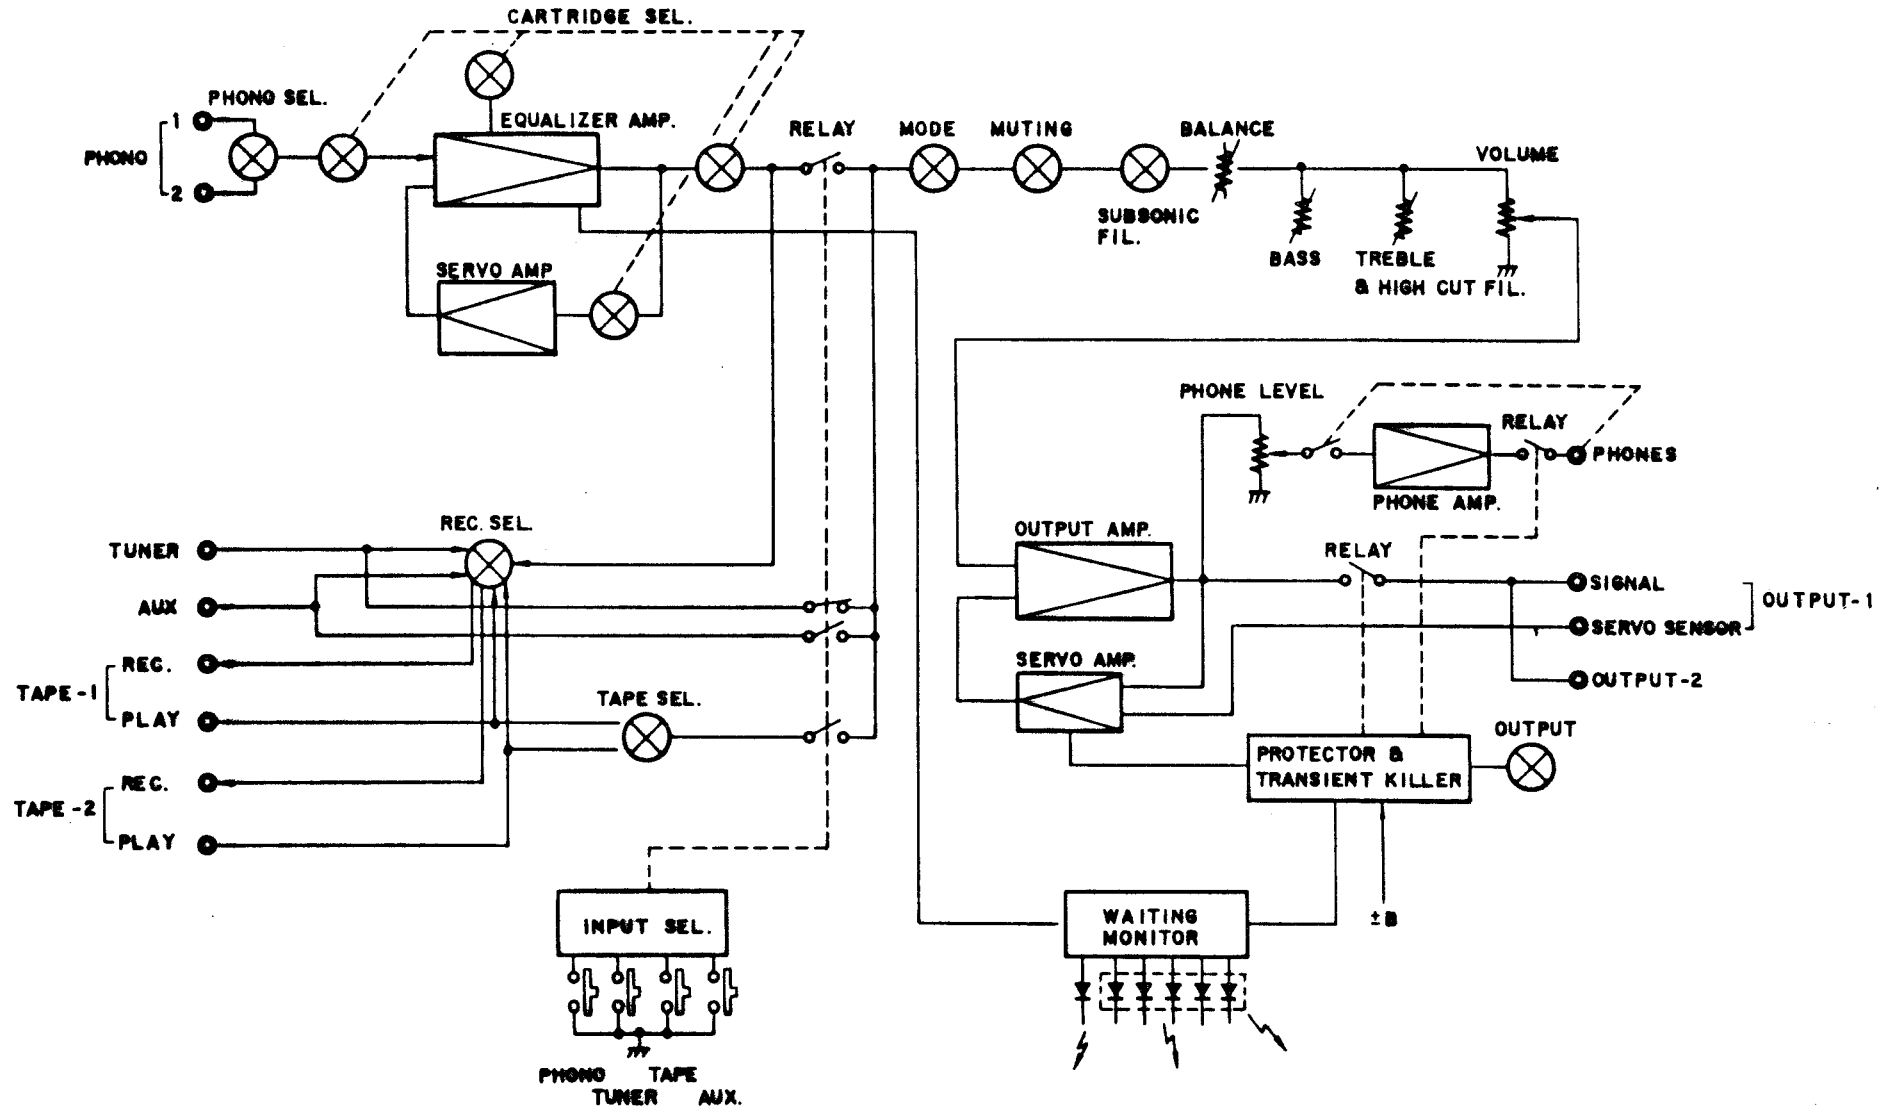 CARTRIDGE SEL.
PHONO SEL.
1
PHONO
2
EQUALIZER AMP.
RELAY
MODE
MUTING
BALANCE
VOLUME
SUBSONIC
FIL.
BASS
TREBLE
& HIGH CUT FIL.
SERVO AMP
PHONE LEVEL
RELAY
PHONES
PHONE AMP.
REC. SEL.
TUNER
AUX
REC.
TAPE-1
PLAY
TAPE SEL.
REC.
TAPE-2
PLAY
OUTPUT AMP.
RELAY
SIGNAL
OUTPUT-1
SERVO SENSOR
SERVO AMP.
OUTPUT-2
OUTPUT
PROTECTOR &
TRANSIENT KILLER
±B
INPUT SEL.
WAITING
MONITOR
PHONO TAPE
TUNER AUX.